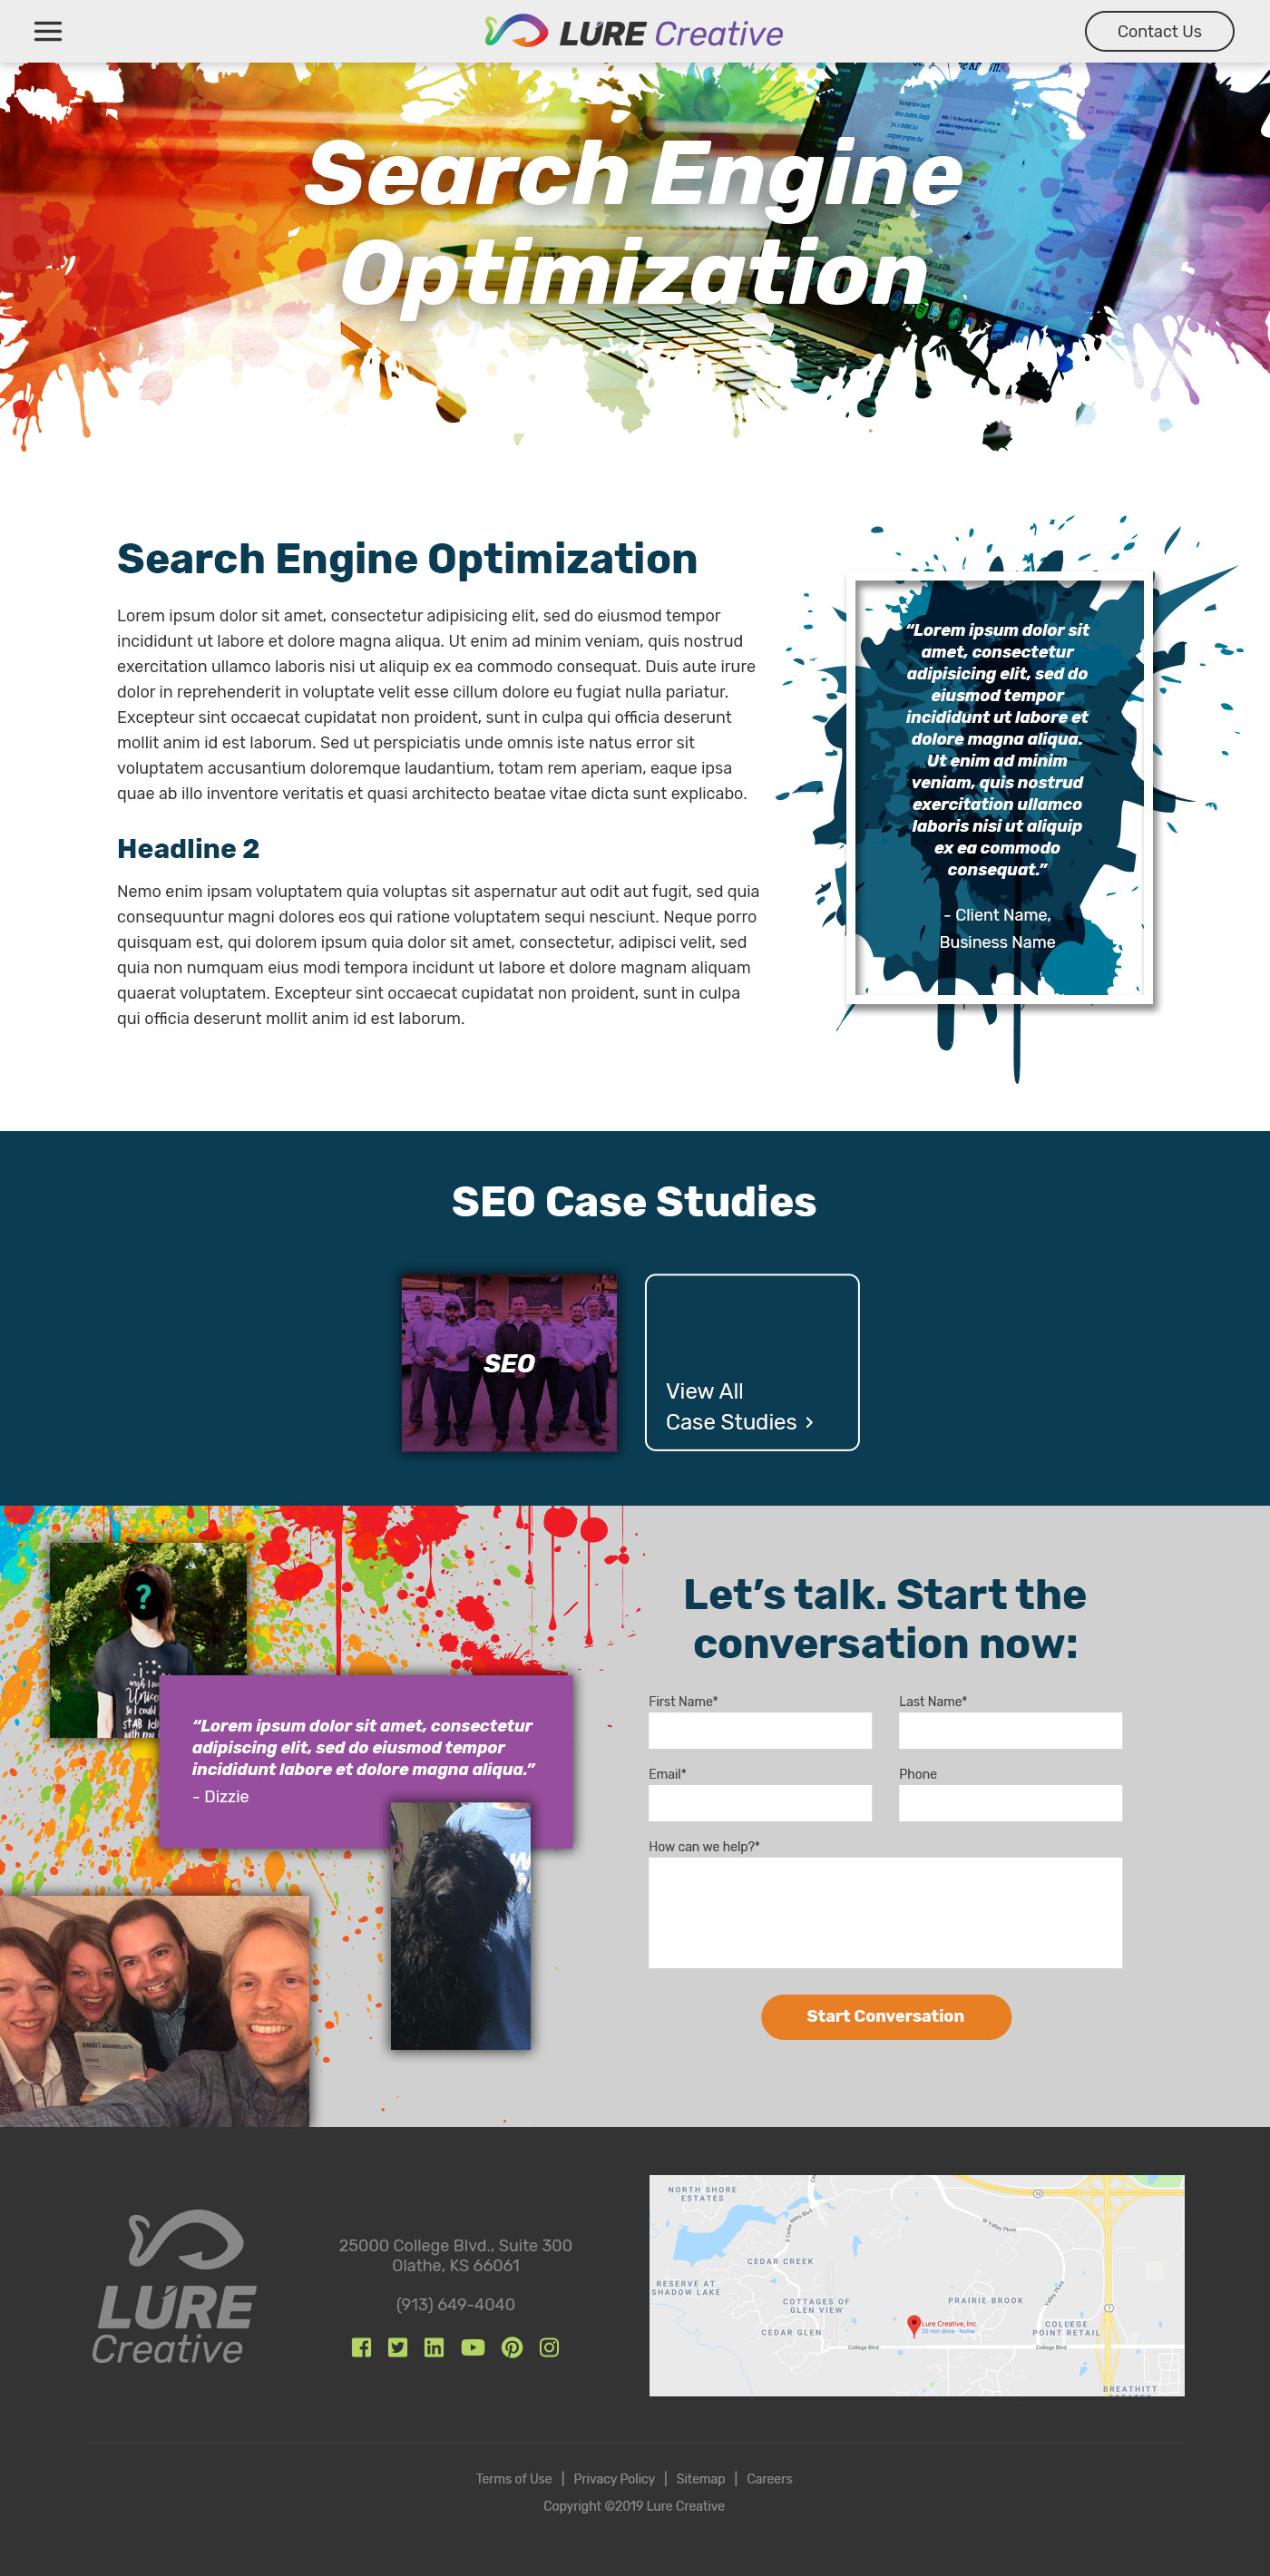 LURE Creative
Contact Us
Search Engine
Optimization
Search Engine Optimization
Lorem ipsum dolor sit amet, consectetur adipisicing elit, sed do eiusmod tempor
incididunt ut labore et dolore magna aliqua. Ut enim ad minim veniam, quis nostrud
exercitation ullamco laboris nisi ut aliquip ex ea commodo consequat. Duis aute irure
dolor in reprehenderit in voluptate velit esse cillum dolore eu fugiat nulla pariatur.
Excepteur sint occaecat cupidatat non proident, sunt in culpa qui officia deserunt
mollit anim id est laborum. Sed ut perspiciatis unde omnis iste natus error sit
voluptatem accusantium doloremque laudantium, totam rem aperiam, eaque ipsa
quae ab illo inventore veritatis et quasi architecto beatae vitae dicta sunt explicabo.
Headline 2
Nemo enim ipsam voluptatem quia voluptas sit aspernatur aut odit aut fugit, sed quia
consequuntur magni dolores eos qui ratione voluptatem sequi nesciunt. Neque porro
quisquam est, qui dolorem ipsum quia dolor sit amet, consectetur, adipisci velit, sed
quia non numquam eius modi tempora incidunt ut labore et dolore magnam aliquam
quaerat voluptatem. Excepteur sint occaecat cupidatat non proident, sunt in culpa
qui officia deserunt mollit anim id est laborum.
“Lorem ipsum dolor sit
amet, consectetur
adipisicing elit, sed do
eiusmod tempor
incididunt ut labore et
dolore magna aliqua.
Ut enim ad minim
veniam, quis nostrud
exercitation ullamco
laboris nisi ut aliquip
ex ea commodo
consequat.”
- Client Name,
Business Name
SEO Case Studies
SEO
View All
Case Studies ›
?
“Lorem ipsum dolor sit amet, consectetur
adipiscing elit, sed do eiusmod tempor
incididunt labore et dolore magna aliqua.”
- Dizzie
Let’s talk. Start the
conversation now:
First Name*
Last Name*
Email*
Phone
How can we help?*
Start Conversation
LURE
Creative
25000 College Blvd., Suite 300
Olathe, KS 66061
(913) 649-4040
NORTH SHORE
ESTATES
S Cedar Niles Blvd
W Valley Pkwy
CEDAR CREEK
RESERVE AT
SHADOW LAKE
COTTAGES OF
GLEN VIEW
PRAIRIE BROOK
Valley Pkwy
CEDAR GLEN
Lure Creative, Inc.
20 min drive - home
COLLEGE
POINT RETAIL
College Blvd
College Blvd
BREATHITT
Terms of Use | Privacy Policy | Sitemap | Careers
Copyright ©2019 Lure Creative